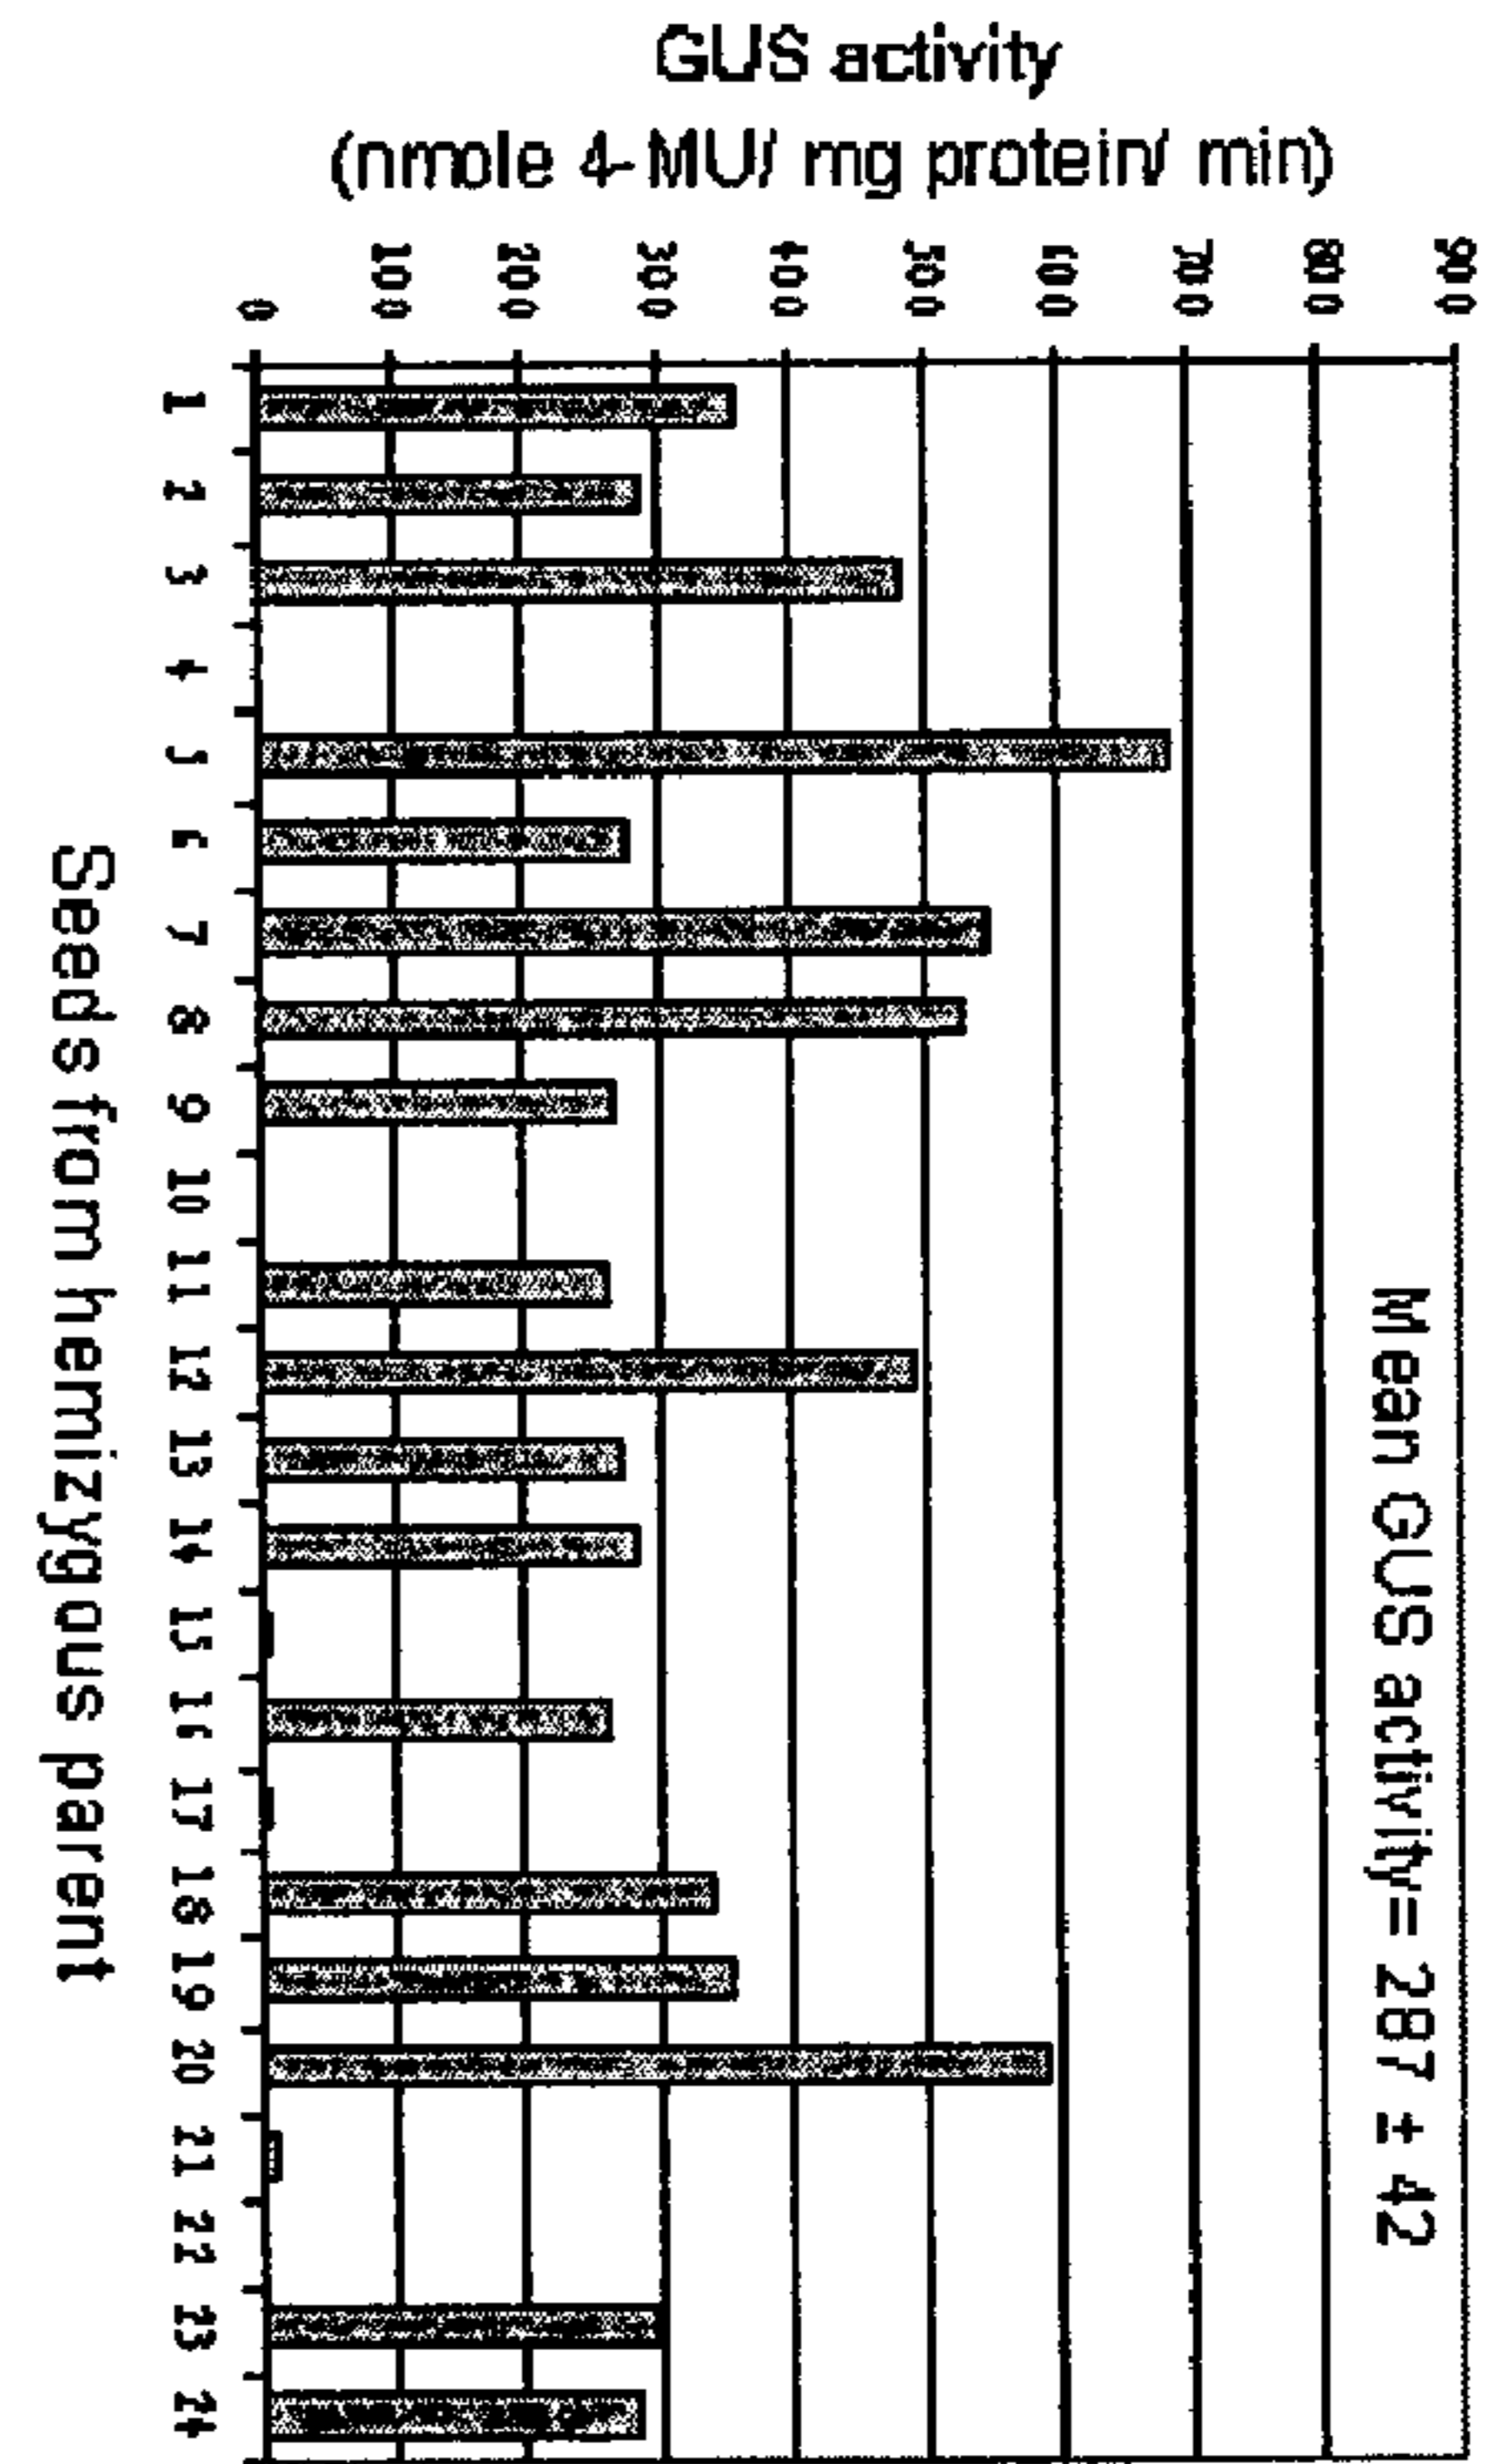 GUS activity
(nmole 4-MU/ mg protein/ min)
900
800
700
600
500
400
300
200
100
0
Mean GUS activity= 287 ± 42
1 2 3 4 5 6 7 8 9 10 11 12 13 14 15 16 17 18 19 20 21 22 23 24
Seeds from hemizygous parent